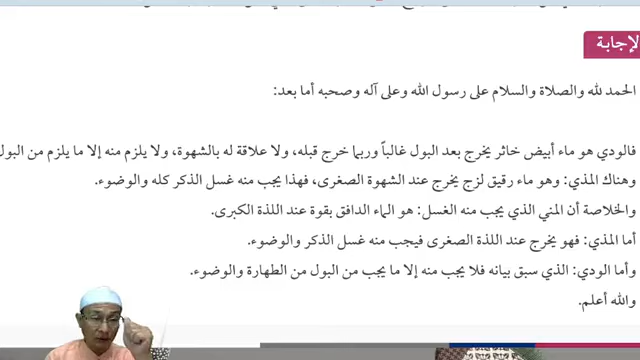 الإجابة
الحمد لله والصلاة والسلام على رسول الله وعلى آله وصحبه أما بعد:
فالودي هو ماء أبيض خاثر يخرج بعد البول غالباً وربما خرج قبله، ولا علاقة له بالشهوة، ولا يلزم منه إلا ما يلزم من البول
وهناك المذي: وهو ماء رقيق لزج يخرج عند الشهوة الصغرى، فهذا يجب منه غسل الذكر كله والوضوء.
والخلاصة أن المني الذي يجب منه الغسل: هو الماء الدافق بقوة عند اللذة الكبرى.
أما المذي: فهو يخرج عند اللذة الصغرى فيجب منه غسل الذكر والوضوء.
وأما الودي: الذي سبق بيانه فلا يجب منه إلا ما يجب من البول من الطهارة والوضوء.
والله أعلم.